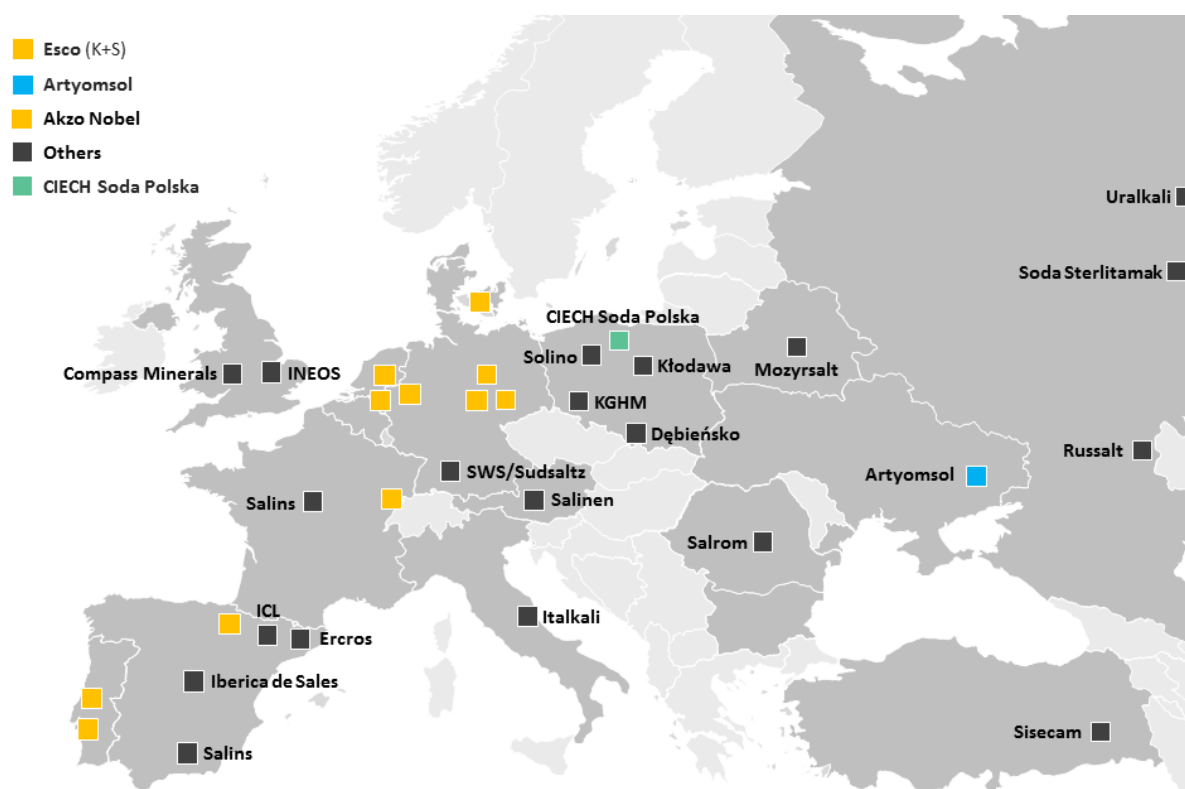 Esco (K+S)
Artyomsol
Akzo Nobel
Others
CIECH Soda Polska
Uralkali
Soda Sterlitamak
CIECH Soda Polska
Solino
Kłodawa
Mozyrsalt
Compass Minerals
INEOS
KGHM
Dębieńsko
Russalt
SWS/Sudsaltz
Artyomsol
Salins
Salinen
Salrom
ICL
Italkali
Ercros
Iberica de Sales
Sisecam
Salins